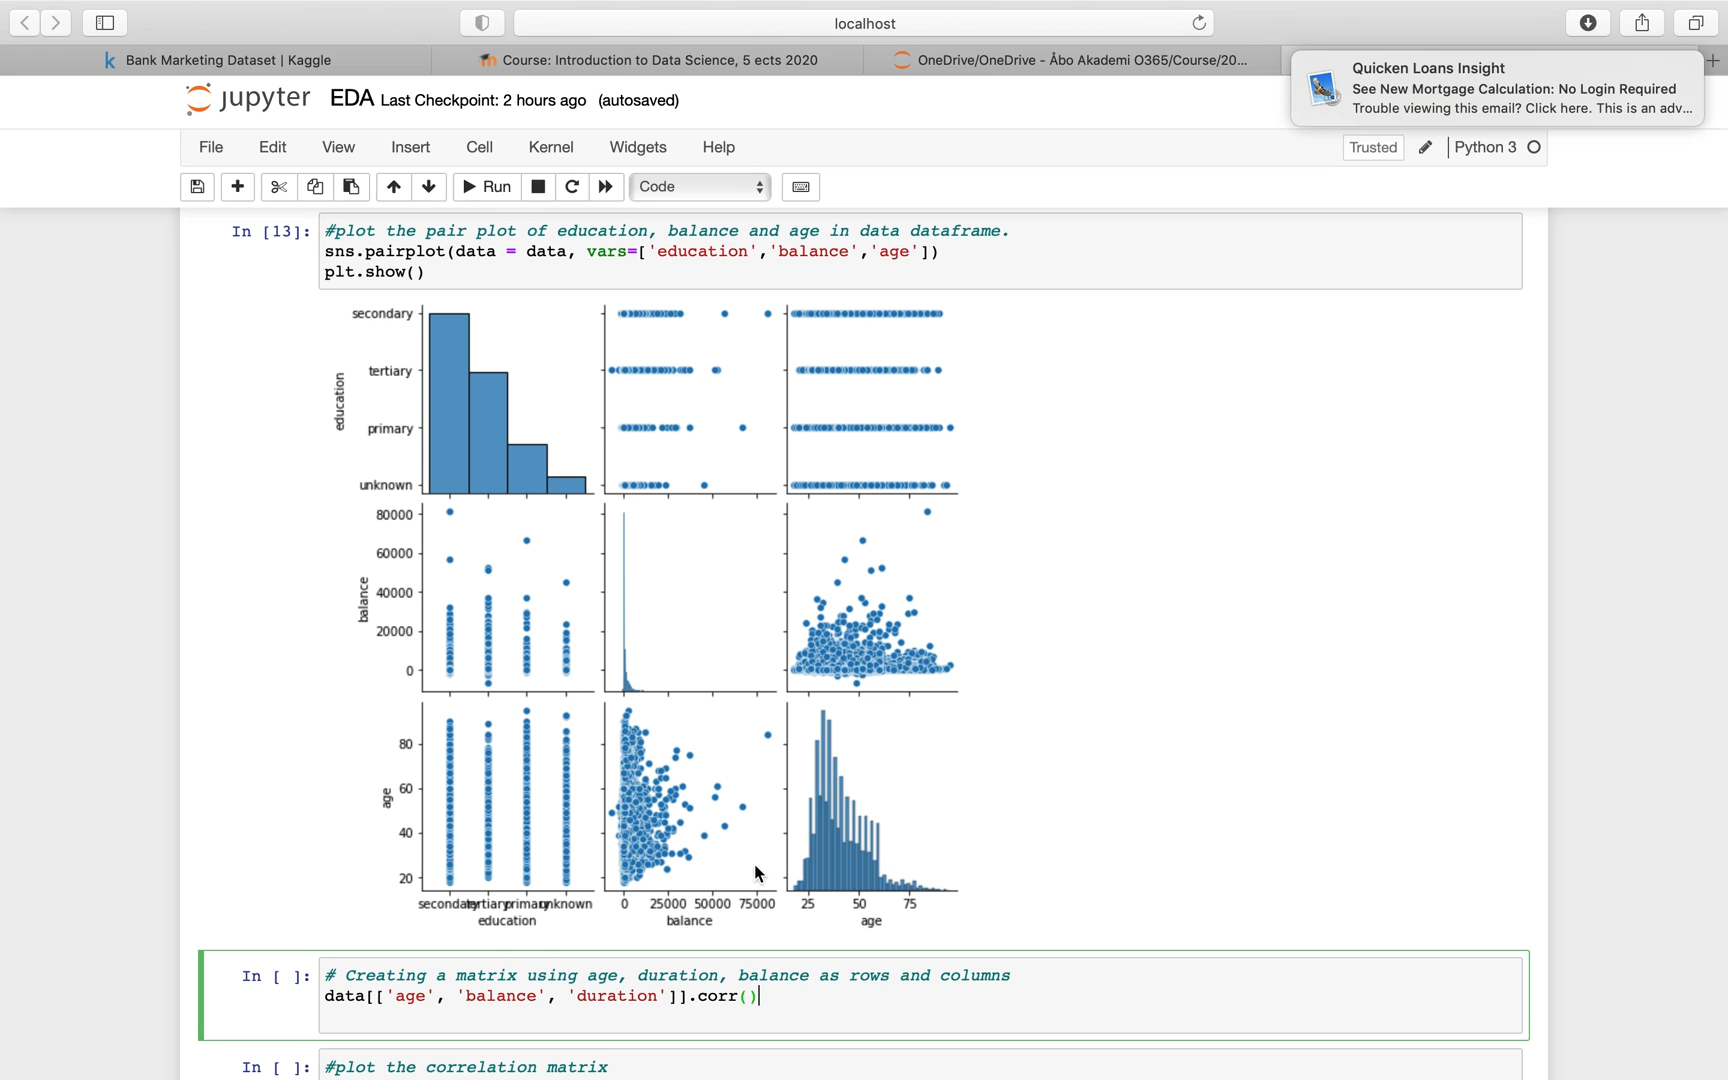 localhost
Bank Marketing Dataset | Kaggle
Course: Introduction to Data Science, 5 ects 2020
OneDrive/OneDrive - Åbo Akademi O365/Course/20...
Quicken Loans Insight
See New Mortgage Calculation: No Login Required
Trouble viewing this email? Click here. This is an adv...
jupyter EDA Last Checkpoint: 2 hours ago (autosaved)
File Edit View Insert Cell Kernel Widgets Help Trusted Python 3
Run Code
In [13]: #plot the pair plot of education, balance and age in data dataframe.
sns.pairplot(data = data, vars=['education','balance','age'])
plt.show()
secondary
tertiary
primary
unknown
education
80000
60000
40000
20000
0
balance
80
60
40
20
age
secondary tertiary primary unknown
education
0 25000 50000 75000
balance
25 50 75
age
In [ ]: # Creating a matrix using age, duration, balance as rows and columns
data[['age', 'balance', 'duration']].corr()
In [ ]: #plot the correlation matrix